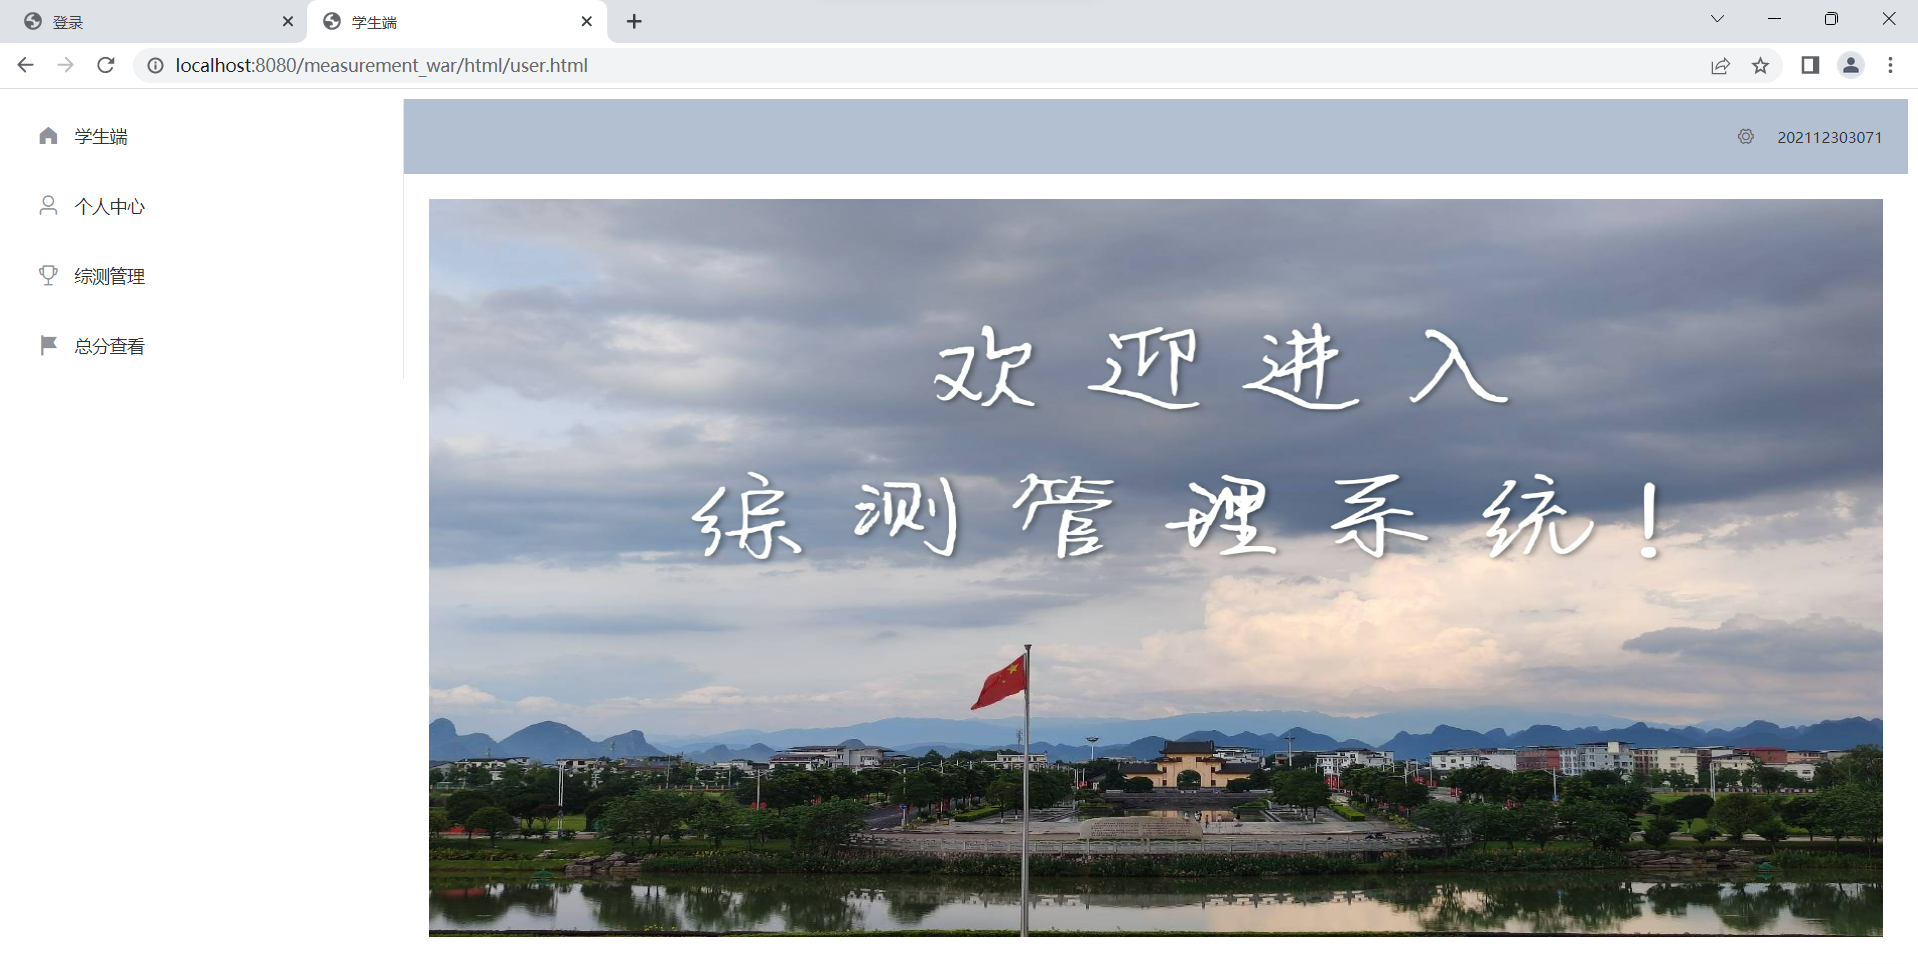 登录
学生端
localhost:8080/measurement_war/html/user.html
学生端
个人中心
综测管理
总分查看
202112303071
欢迎进入
综测管理系统！